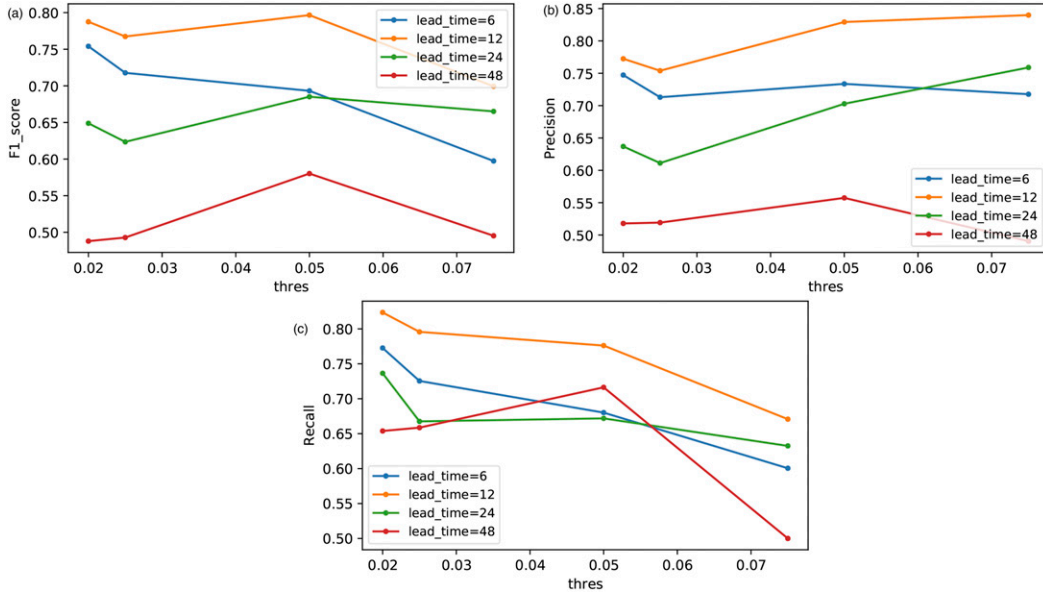 (a)
0.80
0.75
0.70
0.65
0.60
0.55
0.50
F1_score
0.02 0.03 0.04 0.05 0.06 0.07
thres
lead_time=6
lead_time=12
lead_time=24
lead_time=48
(b)
0.85
0.80
0.75
0.70
0.65
0.60
0.55
0.50
Precision
0.02 0.03 0.04 0.05 0.06 0.07
thres
lead_time=6
lead_time=12
lead_time=24
lead_time=48
(c)
0.80
0.75
0.70
0.65
0.60
0.55
0.50
Recall
0.02 0.03 0.04 0.05 0.06 0.07
thres
lead_time=6
lead_time=12
lead_time=24
lead_time=48